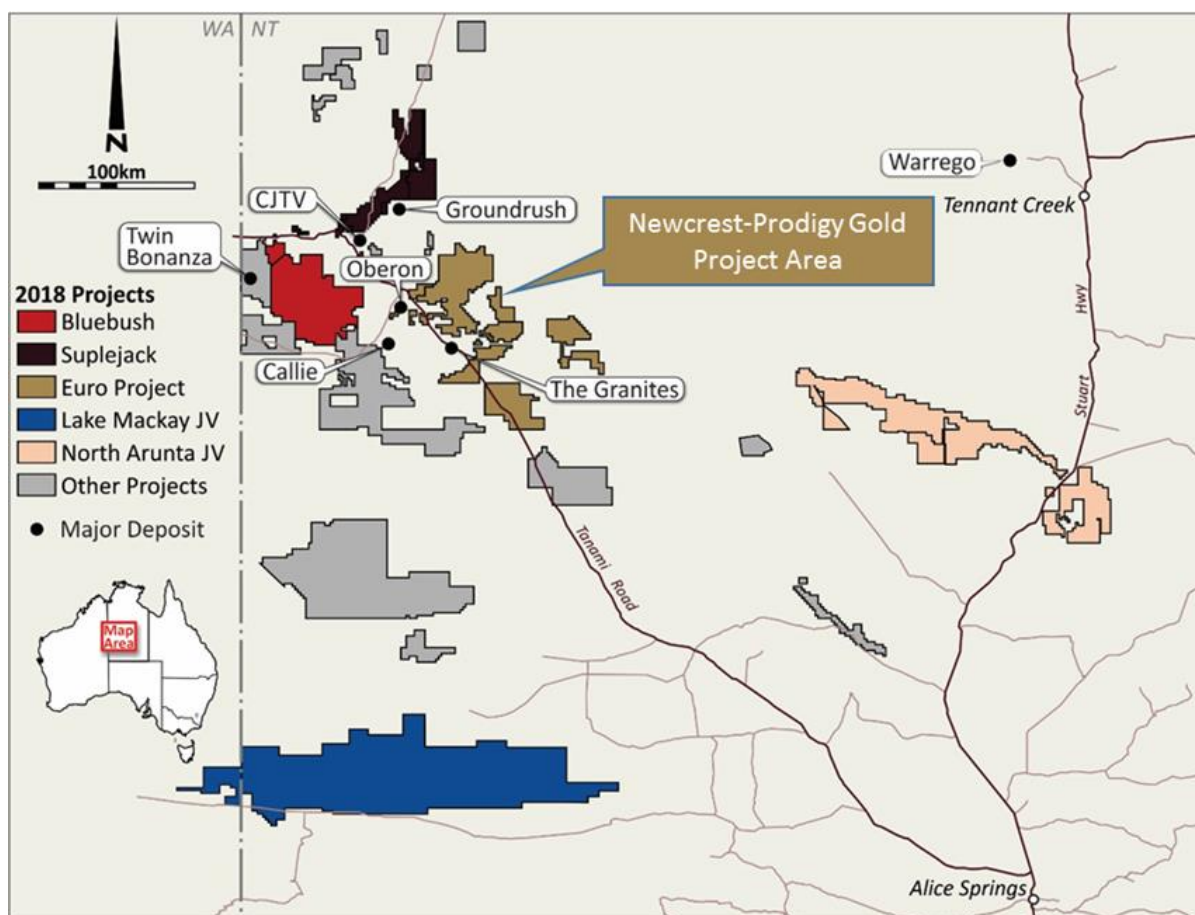 WA NT
N
100km
CJTV
Groundrush
Warrego
Tennant Creek
Twin
Bonanza
Oberon
Newcrest-Prodigy Gold
Project Area
2018 Projects
Bluebush
Suplejack
Euro Project
Lake Mackay JV
North Arunta JV
Other Projects
Major Deposit
Callie
The Granites
Hwy
Stuart
Tanami Road
Map
Area
Alice Springs